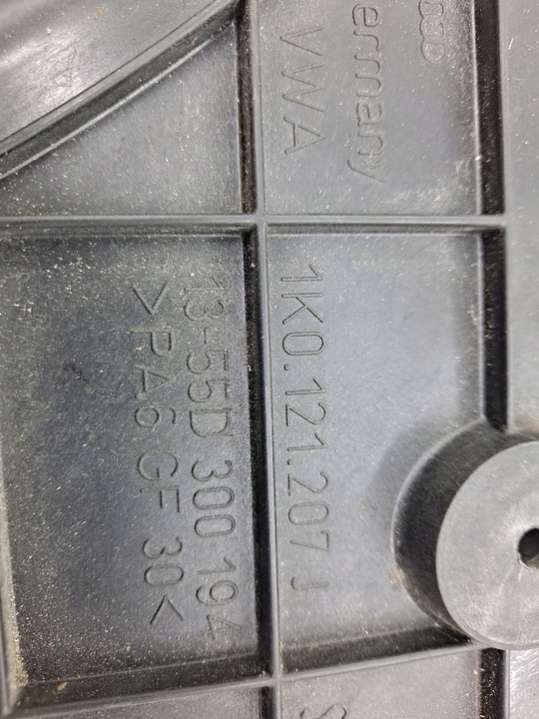 ermany
VWA
1K0.121.207 J
13-55D 300 194
>PA6 GF 30<
S